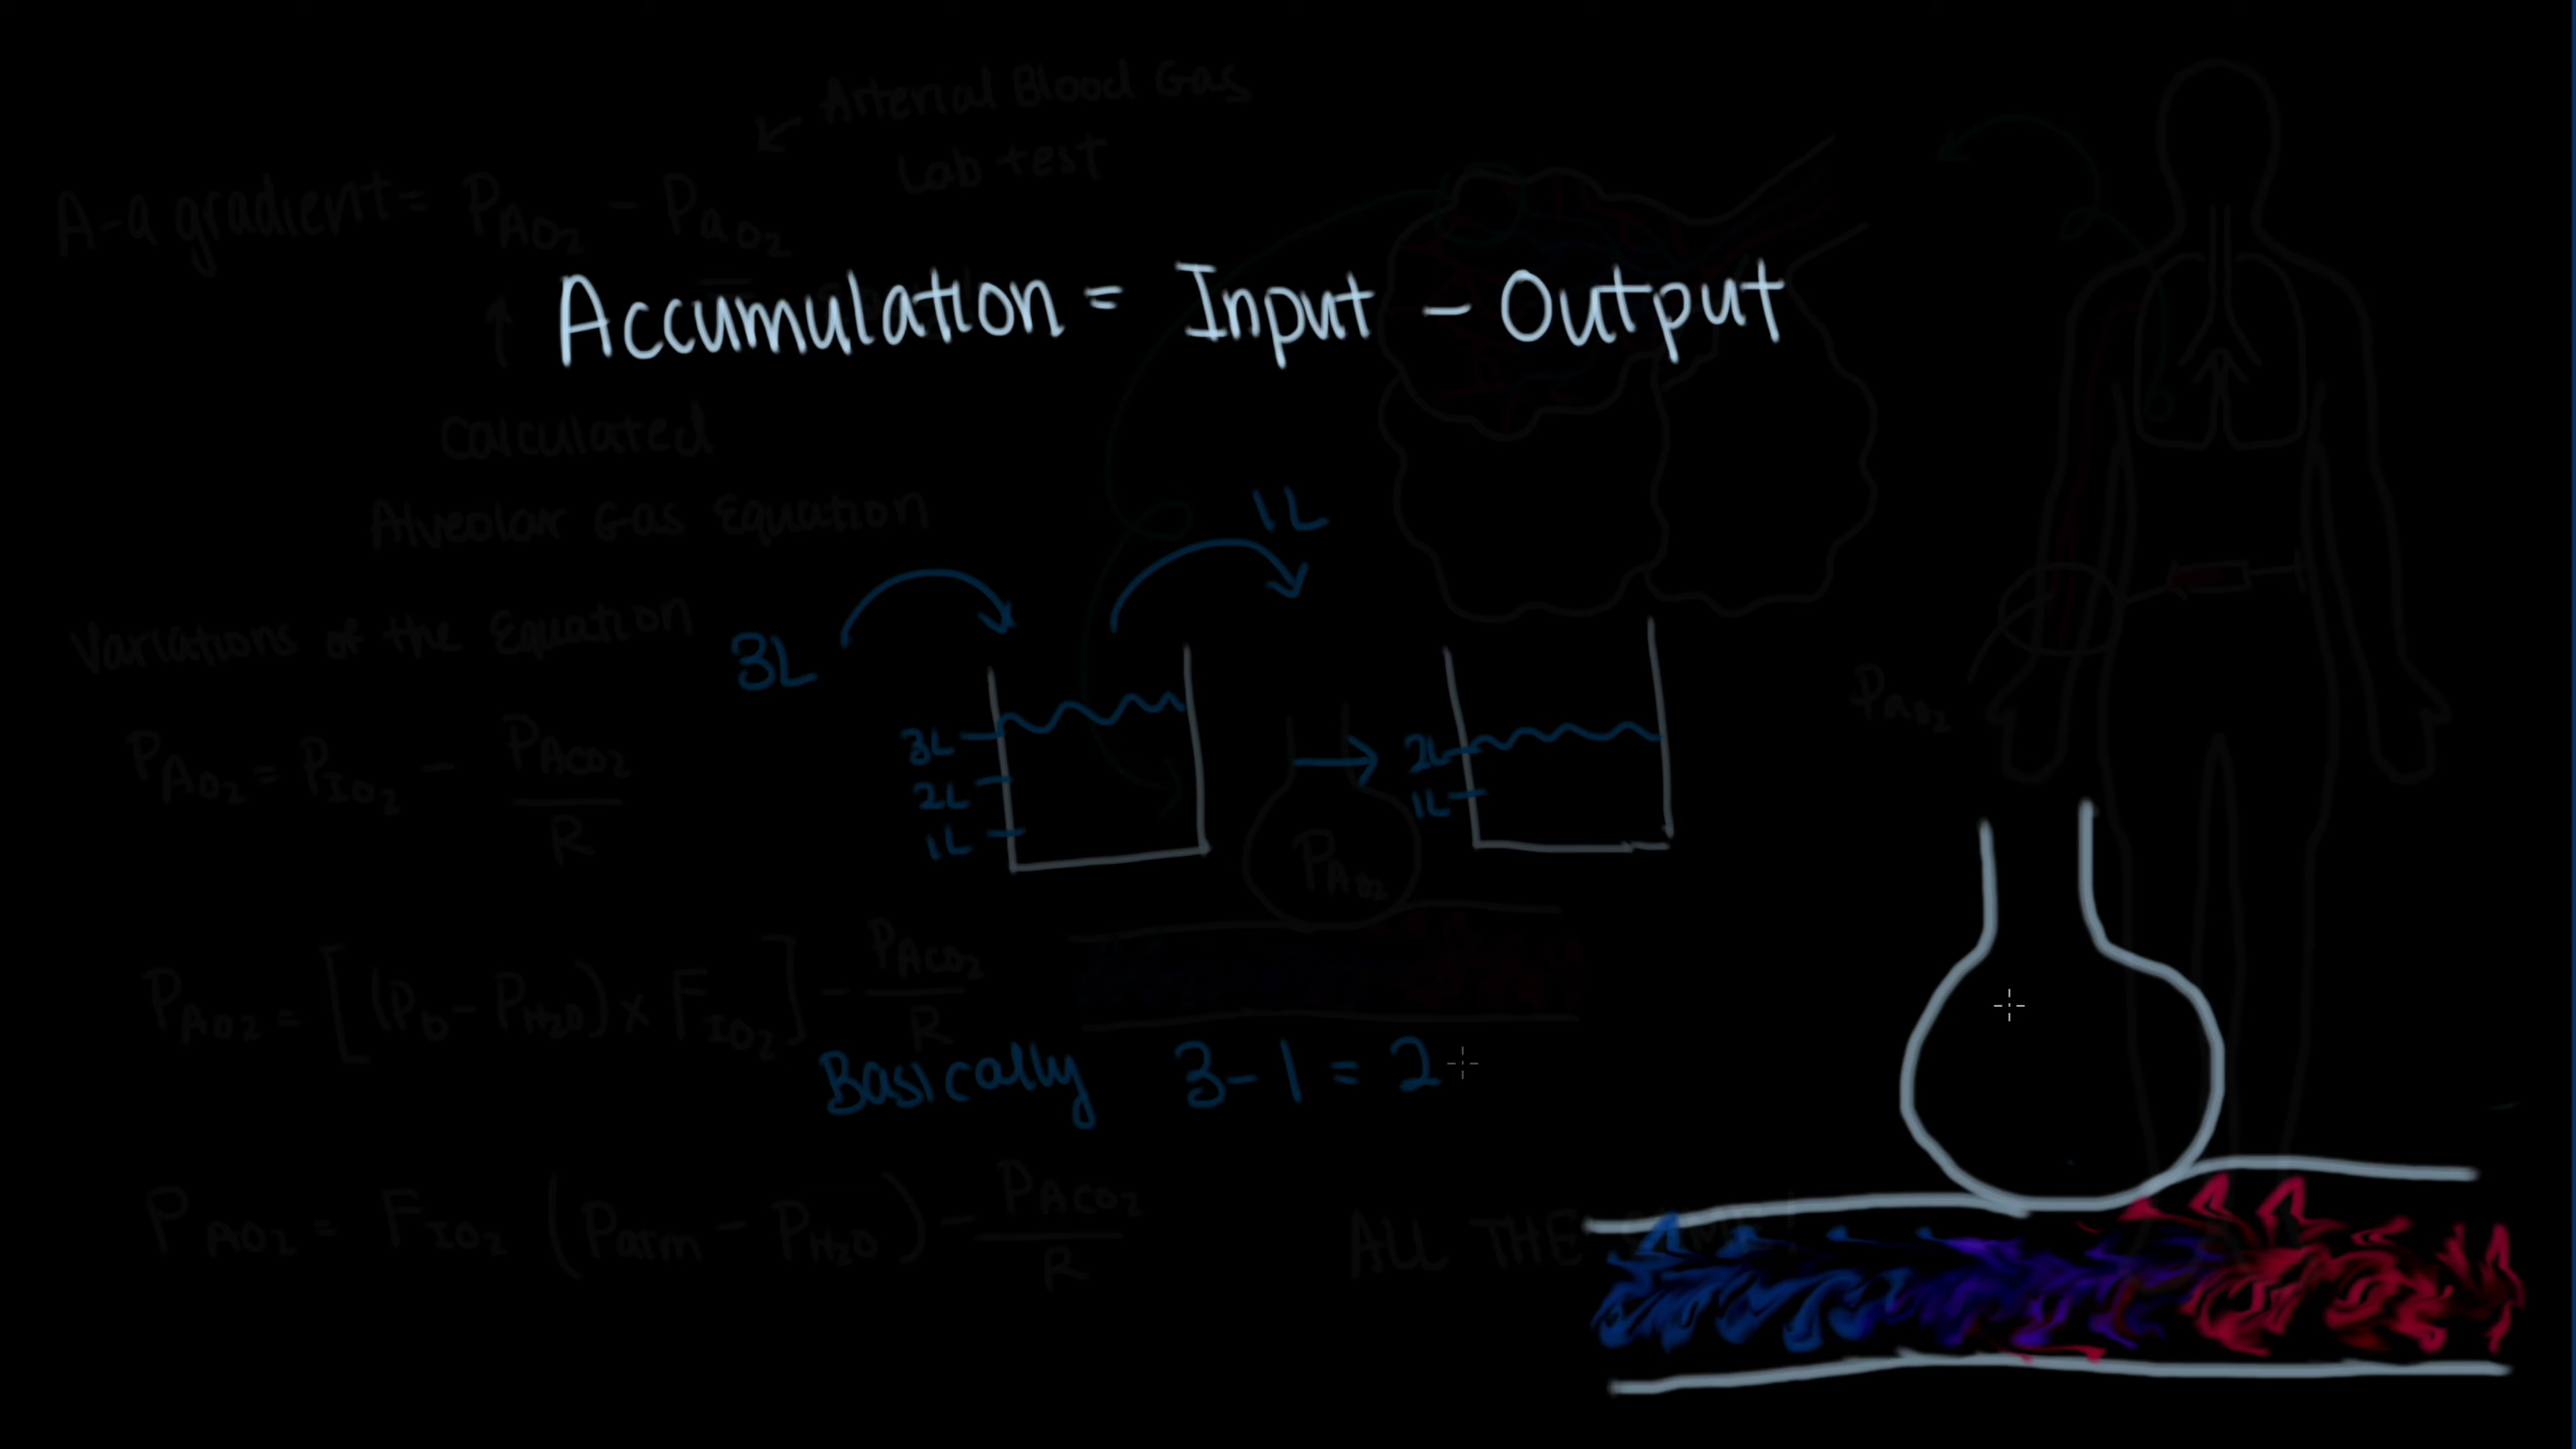 Arterial Blood Gas
Lab test
A-a gradient = PAO2 - PaO2
Accumulation = Input - Output
Calculated
Alveolar Gas Equation
1L
Variations of the Equation
3L
3L
2L
1L
2L
1L
PaO2
PAO2 = PIO2 - PACO2 / R
PAO2
PAO2 = [(Pb - PH2O) x FIO2] - PACO2 / R
Basically 3 - 1 = 2
PAO2 = FIO2 (Patm - PH2O) - PACO2 / R
ALL THE